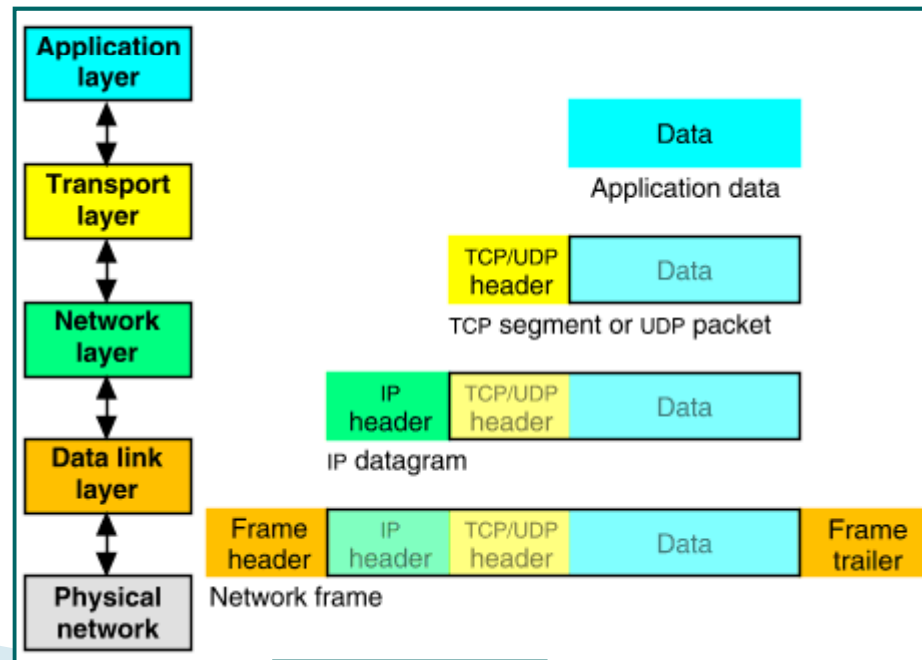 Application
layer
Transport
layer
Network
layer
Data link
layer
Physical
network
Data
Application data
TCP/UDP
header
Data
TCP segment or UDP packet
IP
header
TCP/UDP
header
Data
IP datagram
Frame
header
IP
header
TCP/UDP
header
Data
Frame
trailer
Network frame